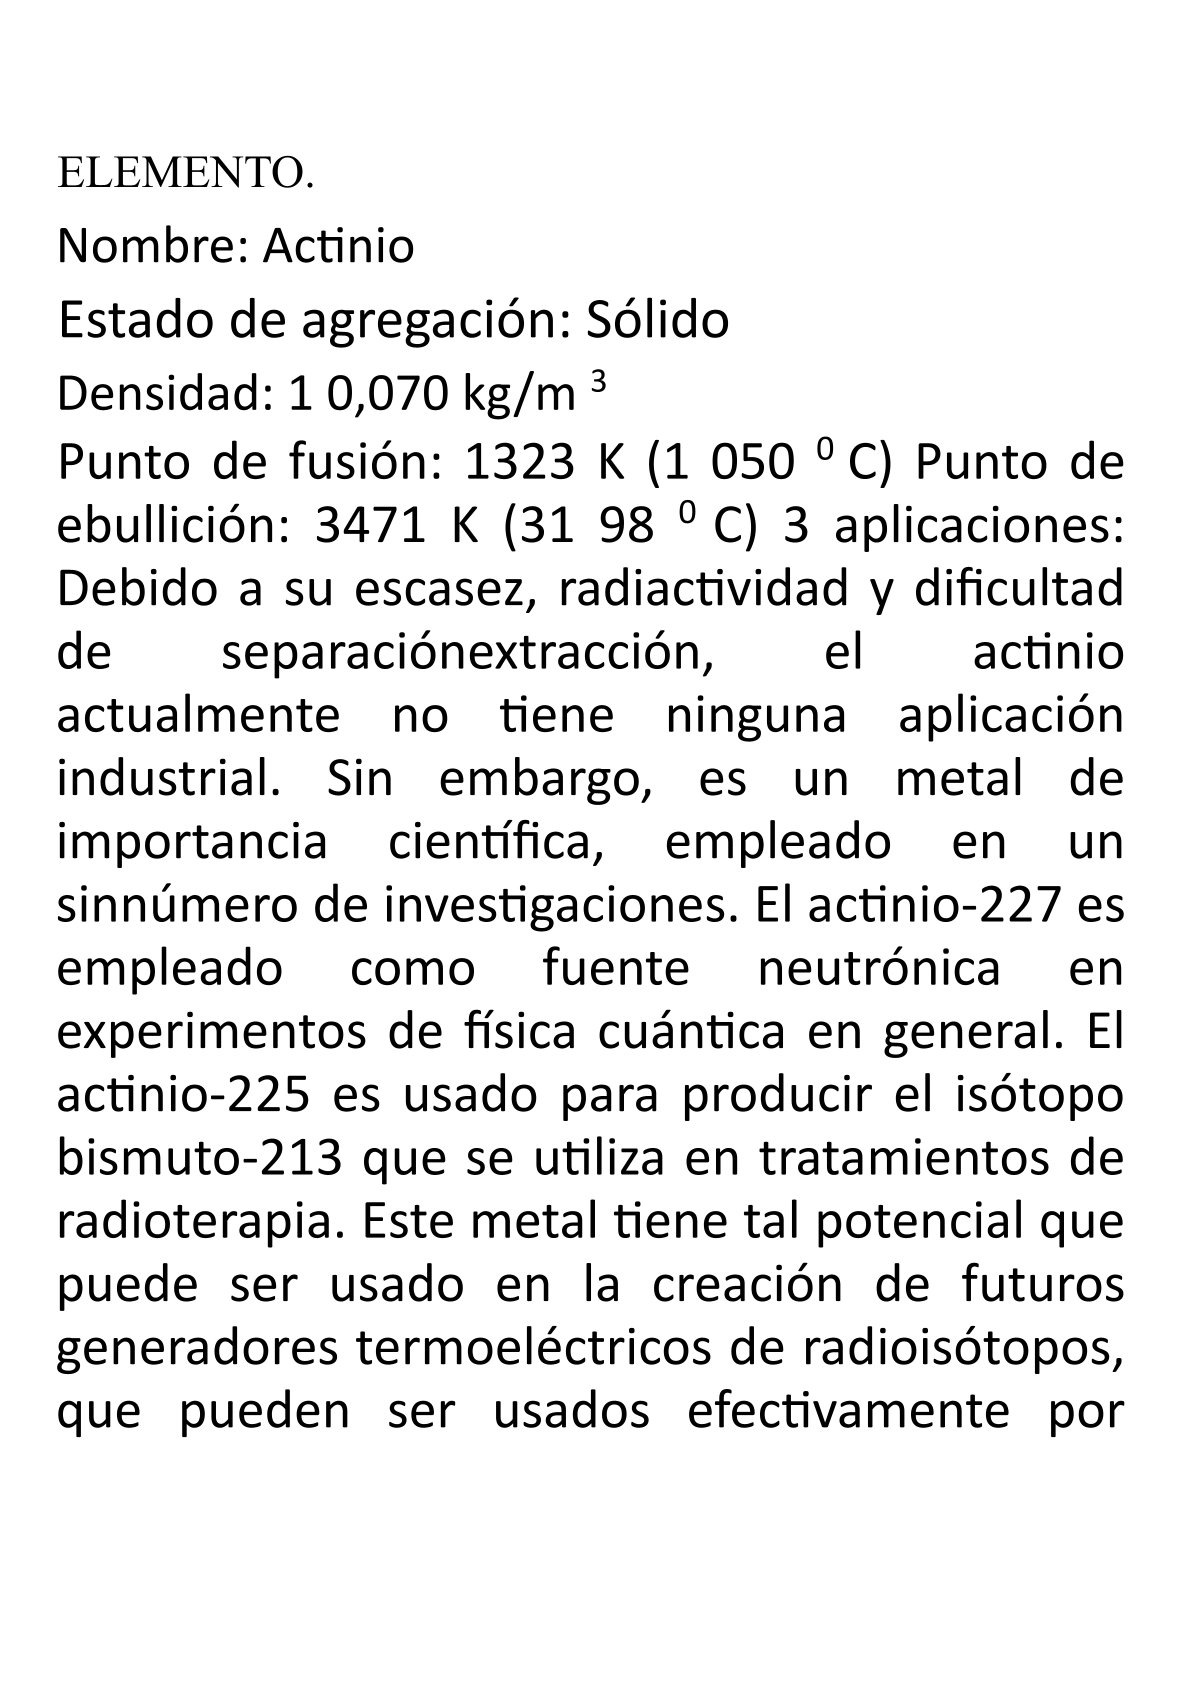 ELEMENTO.
Nombre: Actinio
Estado de agregación: Sólido
Densidad: 1 0,070 kg/m ³
Punto de fusión: 1323 K (1 050 ⁰ C) Punto de
ebullición: 3471 K (31 98 ⁰ C) 3 aplicaciones:
Debido a su escasez, radiactividad y dificultad
de separaciónextracción, el actinio
actualmente no tiene ninguna aplicación
industrial. Sin embargo, es un metal de
importancia científica, empleado en un
sinnúmero de investigaciones. El actinio-227 es
empleado como fuente neutrónica en
experimentos de física cuántica en general. El
actinio-225 es usado para producir el isótopo
bismuto-213 que se utiliza en tratamientos de
radioterapia. Este metal tiene tal potencial que
puede ser usado en la creación de futuros
generadores termoeléctricos de radioisótopos,
que pueden ser usados efectivamente por